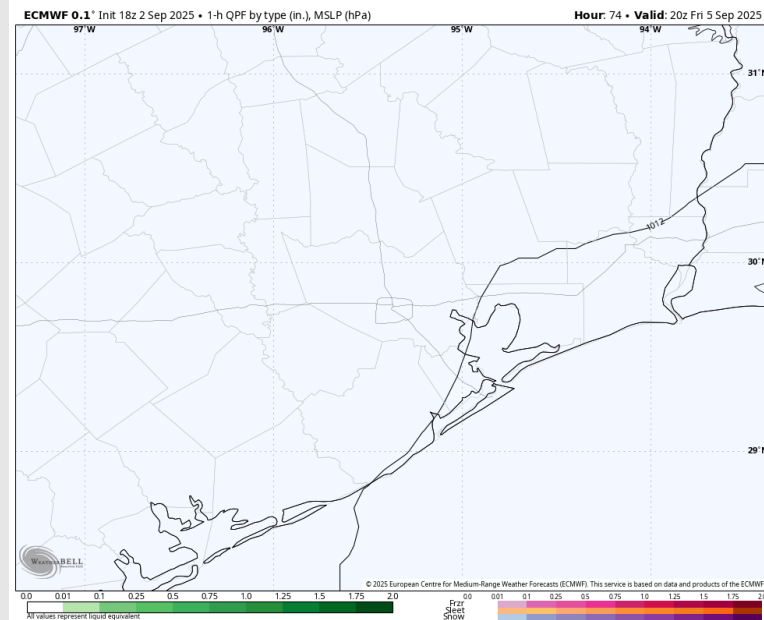 ECMWF 0.1° Init 18z 2 Sep 2025 • 1-h QPF by type (in.), MSLP (hPa) Hour: 74 • Valid: 20z Fri 5 Sep 2025
97°W 96°W 95°W 94°W
31°N
1012
30°N
29°N
WeatherBELL
© 2025 European Centre for Medium-Range Weather Forecasts (ECMWF). This service is based on data and products of the ECMWF
0.0 0.01 0.1 0.25 0.5 0.75 1.0 1.25 1.5 1.75 2.0 0.0 0.01 0.1 0.25 0.5 0.75 1.0 1.25 1.5 1.75 2.0
All values represent liquid equivalent
Frzr
Sleet
Snow